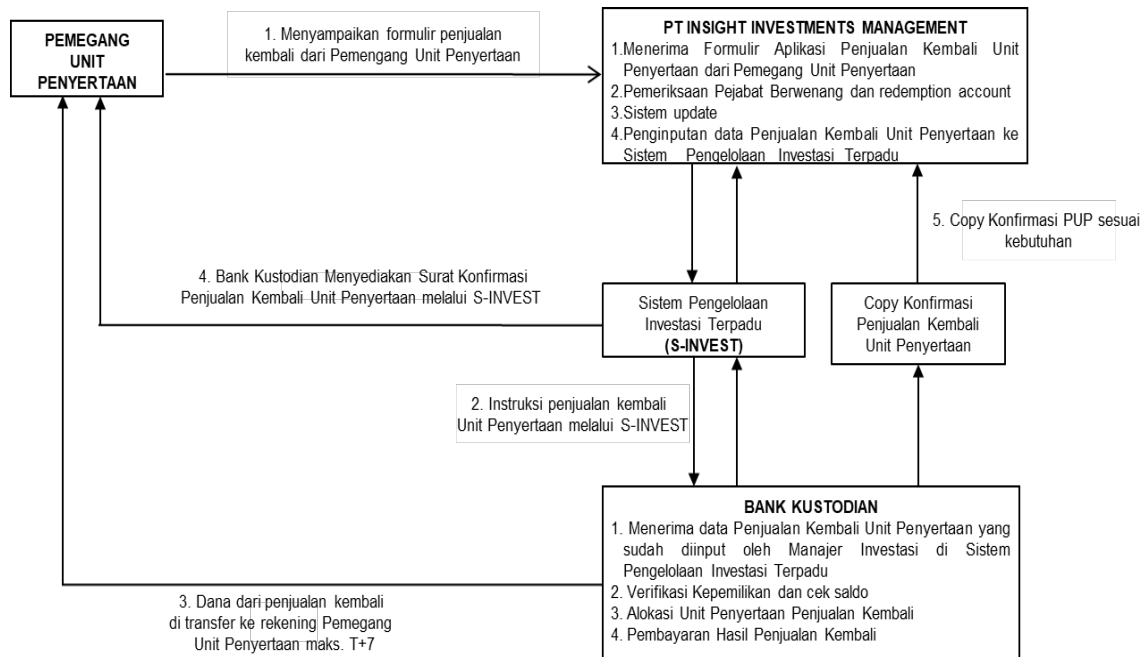 PEMEGANG
UNIT
PENYERTAAN
1. Menyampaikan formulir penjualan
kembali dari Pemengang Unit Penyertaan
PT INSIGHT INVESTMENTS MANAGEMENT
1.Menerima Formulir Aplikasi Penjualan Kembali Unit
Penyertaan dari Pemegang Unit Penyertaan
2.Pemeriksaan Pejabat Berwenang dan redemption account
3.Sistem update
4.Penginputan data Penjualan Kembali Unit Penyertaan ke
Sistem Pengelolaan Investasi Terpadu
5. Copy Konfirmasi PUP sesuai
kebutuhan
4. Bank Kustodian Menyediakan Surat Konfirmasi
Penjualan Kembali Unit Penyertaan melalui S-INVEST
Sistem Pengelolaan
Investasi Terpadu
(S-INVEST)
Copy Konfirmasi
Penjualan Kembali
Unit Penyertaan
2. Instruksi penjualan kembali
Unit Penyertaan melalui S-INVEST
BANK KUSTODIAN
1. Menerima data Penjualan Kembali Unit Penyertaan yang
sudah diinput oleh Manajer Investasi di Sistem
Pengelolaan Investasi Terpadu
2. Verifikasi Kepemilikan dan cek saldo
3. Alokasi Unit Penyertaan Penjualan Kembali
4. Pembayaran Hasil Penjualan Kembali
3. Dana dari penjualan kembali
di transfer ke rekening Pemegang
Unit Penyertaan maks. T+7